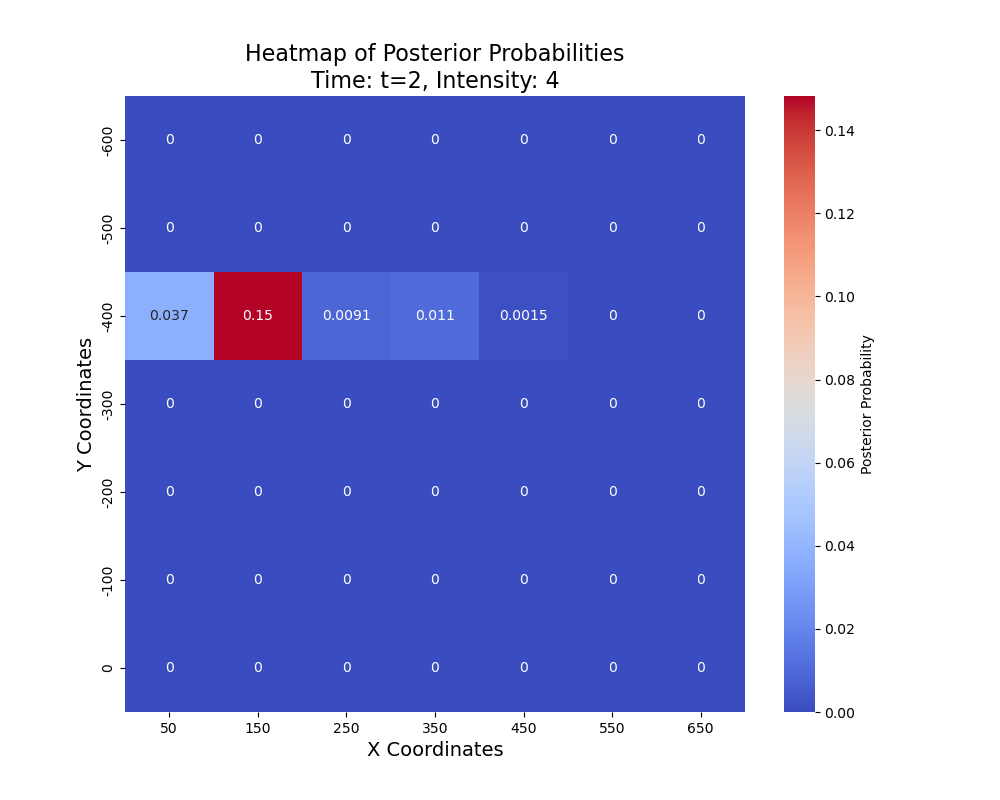 Heatmap of Posterior Probabilities
Time: t=2, Intensity: 4
-600 0 0 0 0 0 0 0
-500 0 0 0 0 0 0 0
-400 0.037 0.15 0.0091 0.011 0.0015 0 0
-300 0 0 0 0 0 0 0
-200 0 0 0 0 0 0 0
-100 0 0 0 0 0 0 0
0 0 0 0 0 0 0 0
50 150 250 350 450 550 650
X Coordinates
Y Coordinates
0.14
0.12
0.10
0.08
0.06
0.04
0.02
0.00
Posterior Probability